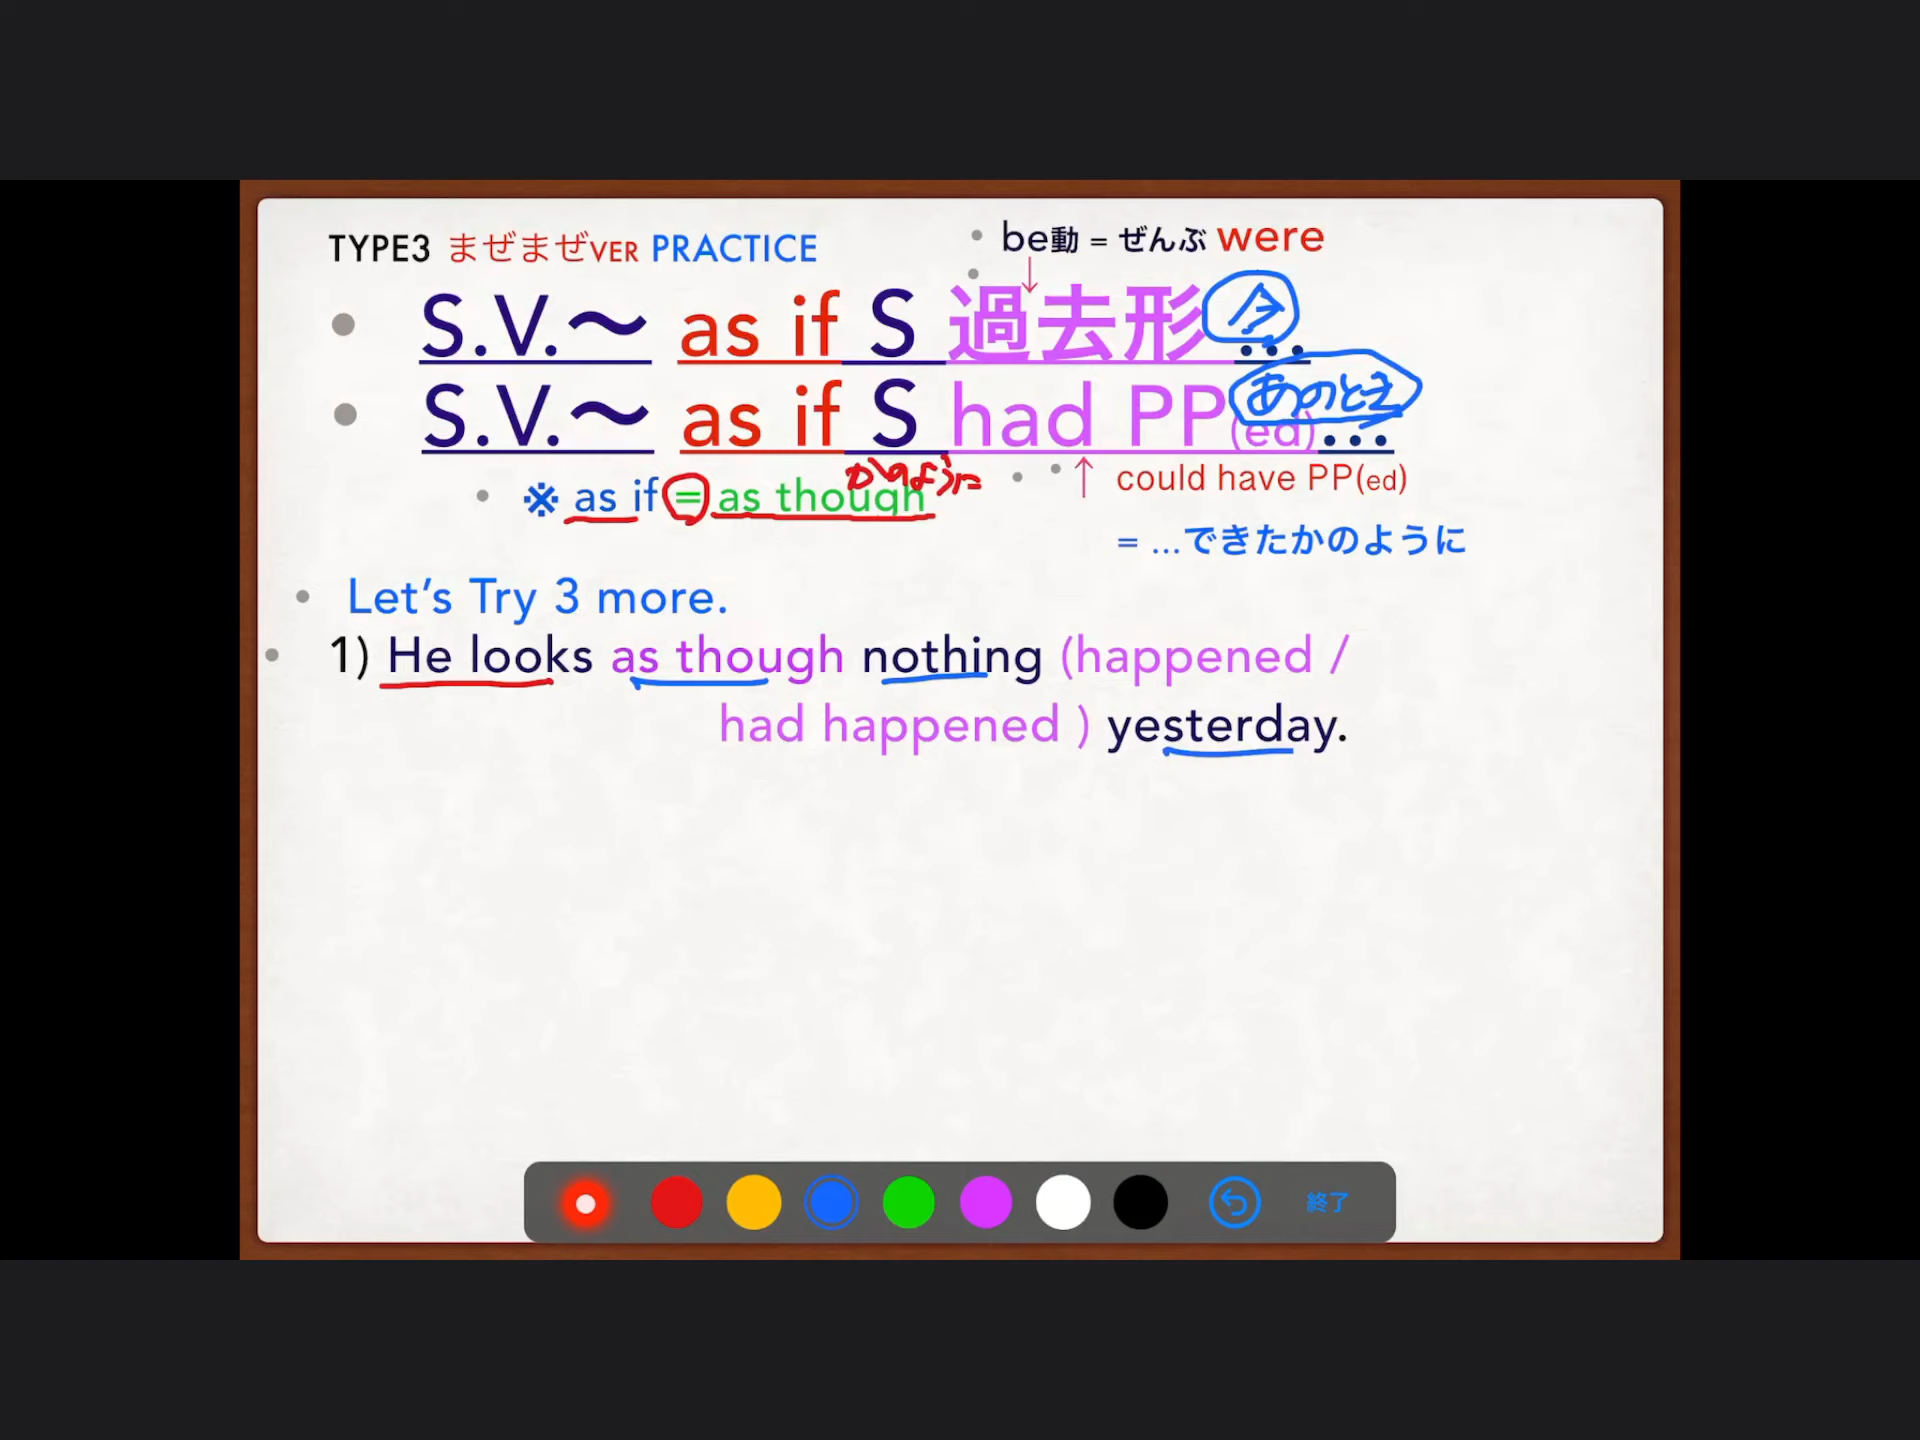 TYPE3 まぜまぜVER PRACTICE
be動 = ぜんぶ were
↓
S.V.〜 as if S 過去形 今 …
S.V.〜 as if S had PP(ed) あのとき …
かのように
※ as if = as though
↑ could have PP(ed)
= …できたかのように
Let's Try 3 more.
1) He looks as though nothing (happened /
had happened ) yesterday.
終了